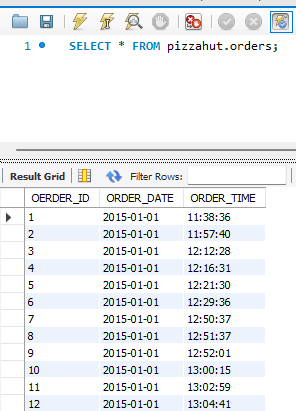 1 SELECT * FROM pizzahut.orders;
Result Grid Filter Rows:
OERDER_ID ORDER_DATE ORDER_TIME
1 2015-01-01 11:38:36
2 2015-01-01 11:57:40
3 2015-01-01 12:12:28
4 2015-01-01 12:16:31
5 2015-01-01 12:21:30
6 2015-01-01 12:29:36
7 2015-01-01 12:50:37
8 2015-01-01 12:51:37
9 2015-01-01 12:52:01
10 2015-01-01 13:00:15
11 2015-01-01 13:02:59
12 2015-01-01 13:04:41